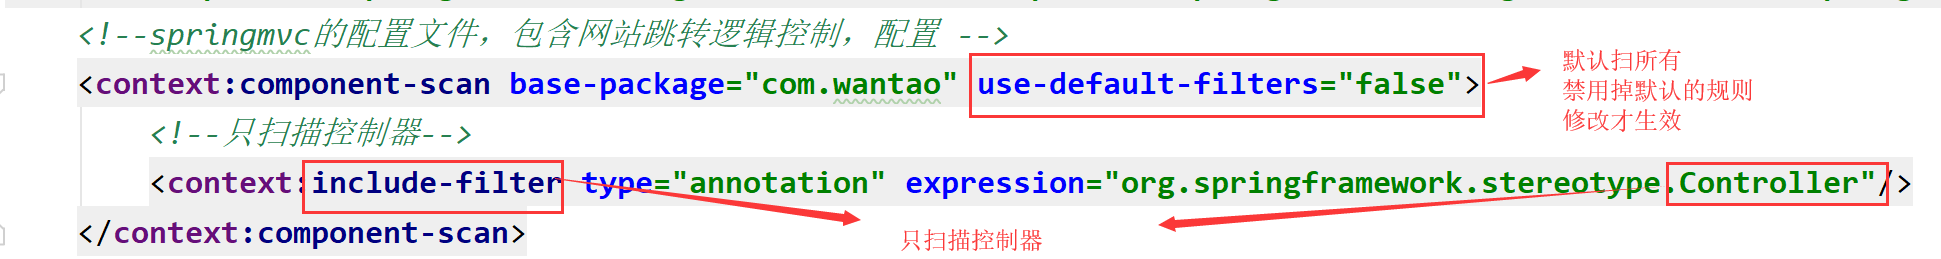 <!--springmvc的配置文件，包含网站跳转逻辑控制，配置 -->
<context:component-scan base-package="com.wantao" use-default-filters="false">
默认扫所有
禁用掉默认的规则
修改才生效
<!--只扫描控制器-->
<context:include-filter type="annotation" expression="org.springframework.stereotype.Controller"/>
</context:component-scan>
只扫描控制器